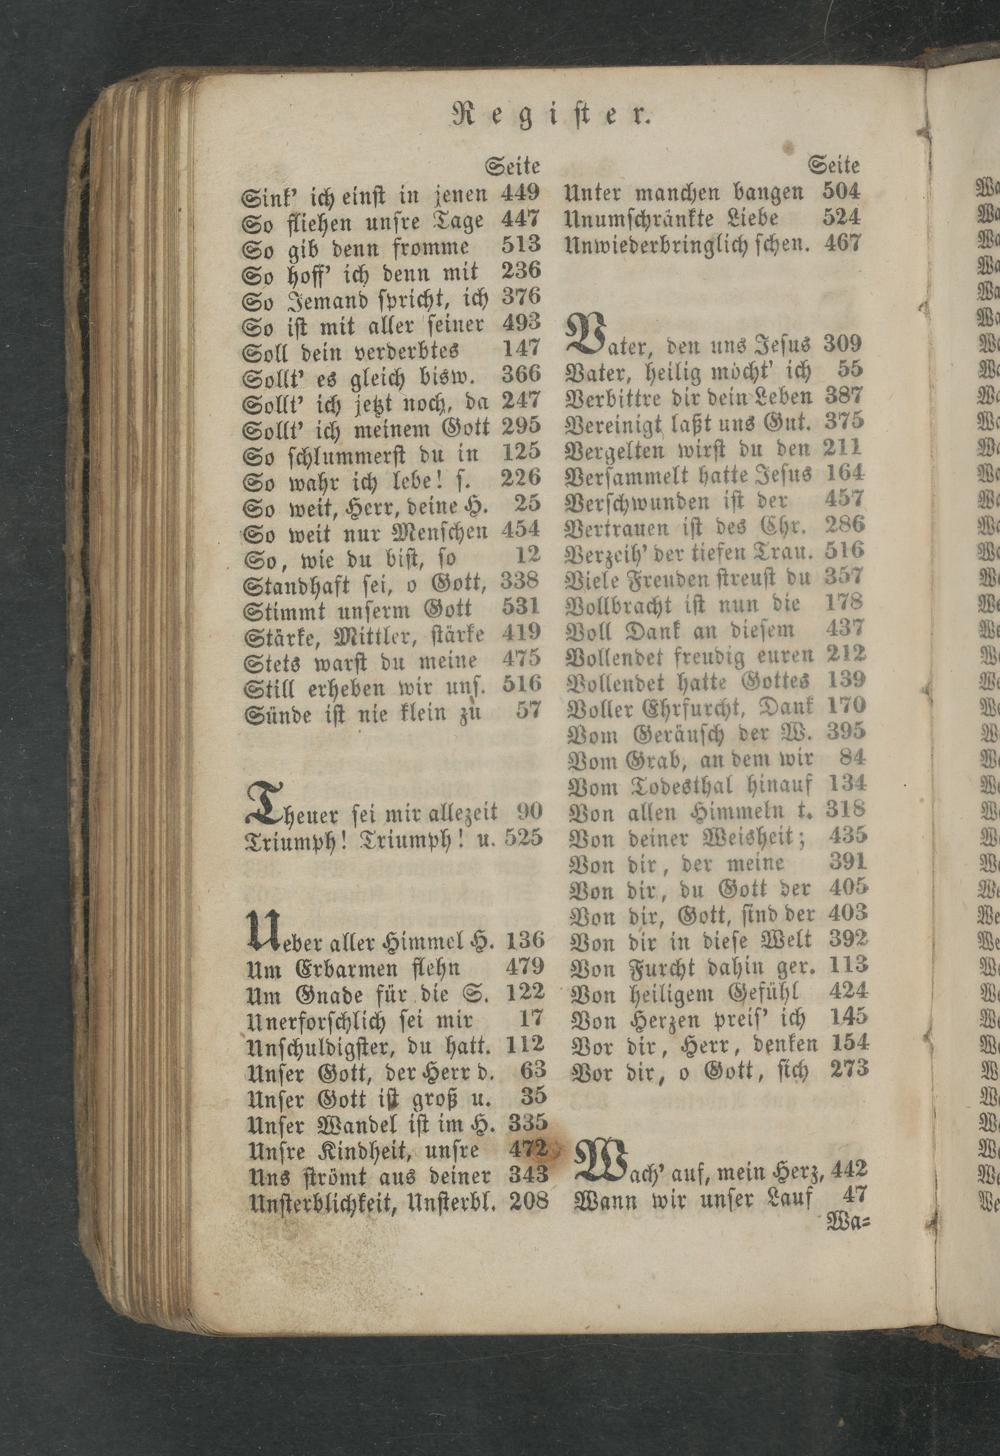 Regiſter.
Seite
Sink' ich einſt in jenen 449
So fliehen unſre Tage 447
So gib denn fromme 513
So hoff' ich denn mit 236
So Jemand ſpricht, ich 376
So iſt mit aller ſeiner 493
Soll dein verderbtes 147
Sollt' es gleich bisw. 366
Sollt' ich jetzt noch, da 247
Sollt' ich meinem Gott 295
So ſchlummerſt du in 125
So wahr ich lebe! ſ. 226
So weit, Herr, deine H. 25
So weit nur Menſchen 454
So, wie du biſt, ſo 12
Standhaft ſei, o Gott, 338
Stimmt unſerm Gott 531
Stärke, Mittler, ſtärke 419
Stets warſt du meine 475
Still erheben wir unſ. 516
Sünde iſt nie klein zu 57
Theuer ſei mir allezeit 90
Triumph! Triumph! u. 525
Ueber aller Himmel H. 136
Um Erbarmen flehn 479
Um Gnade für die S. 122
Unerforſchlich ſei mir 17
Unſchuldigſter, du hatt. 112
Unſer Gott, der Herr d. 63
Unſer Gott iſt groß u. 35
Unſer Wandel iſt im H. 335
Unſre Kindheit, unſre 472
Uns ſtrömt aus deiner 343
Unſterblichkeit, Unſterbl. 208
Seite
Unter manchen bangen 504
Unumſchränkte Liebe 524
Unwiederbringlich ſchen. 467
Vater, den uns Jeſus 309
Vater, heilig möcht' ich 55
Verbittre dir dein Leben 387
Vereinigt laßt uns Gut. 375
Vergelten wirſt du den 211
Verſammelt hatte Jeſus 164
Verſchwunden iſt der 457
Vertrauen iſt des Chr. 286
Verzeih' der tiefen Trau. 516
Viele Freuden ſtreuſt du 357
Vollbracht iſt nun die 178
Voll Dank an dieſem 437
Vollendet freudig euren 212
Vollendet hatte Gottes 139
Voller Ehrfurcht, Dank 170
Vom Geräuſch der W. 395
Vom Grab, an dem wir 84
Vom Todesthal hinauf 134
Von allen Himmeln t. 318
Von deiner Weisheit; 435
Von dir, der meine 391
Von dir, du Gott der 405
Von dir, Gott, ſind der 403
Von dir in dieſe Welt 392
Von Furcht dahin ger. 113
Von heiligem Gefühl 424
Von Herzen preiſ' ich 145
Vor dir, Herr, denken 154
Vor dir, o Gott, ſich 273
Wach' auf, mein Herz, 442
Wann wir unſer Lauf 47
Wa⸗